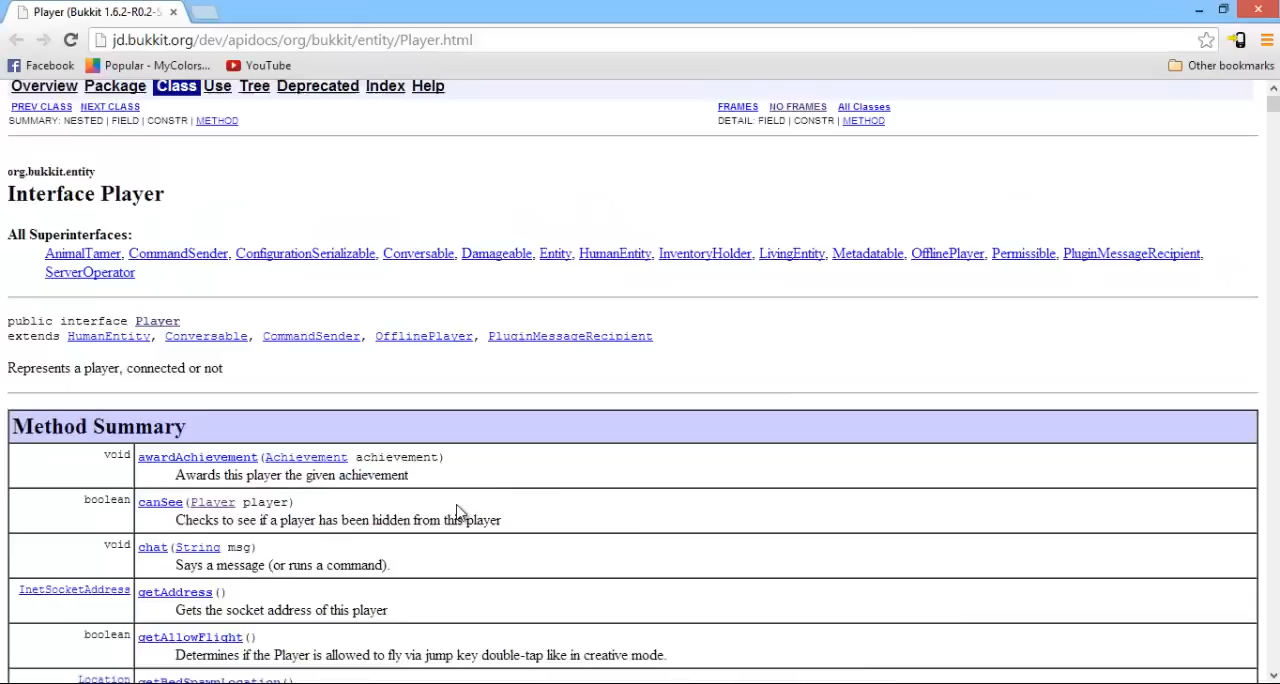 Player (Bukkit 1.6.2-R0.2-S
jd.bukkit.org/dev/apidocs/org/bukkit/entity/Player.html
Facebook Popular - MyColors... YouTube Other bookmarks
Overview Package Class Use Tree Deprecated Index Help
PREV CLASS NEXT CLASS FRAMES NO FRAMES All Classes
SUMMARY: NESTED | FIELD | CONSTR | METHOD DETAIL: FIELD | CONSTR | METHOD
org.bukkit.entity
Interface Player
All Superinterfaces:
AnimalTamer, CommandSender, ConfigurationSerializable, Conversable, Damageable, Entity, HumanEntity, InventoryHolder, LivingEntity, Metadatable, OfflinePlayer, Permissible, PluginMessageRecipient,
ServerOperator
public interface Player
extends HumanEntity, Conversable, CommandSender, OfflinePlayer, PluginMessageRecipient
Represents a player, connected or not
Method Summary
void awardAchievement(Achievement achievement)
Awards this player the given achievement
boolean canSee(Player player)
Checks to see if a player has been hidden from this player
void chat(String msg)
Says a message (or runs a command).
InetSocketAddress getAddress()
Gets the socket address of this player
boolean getAllowFlight()
Determines if the Player is allowed to fly via jump key double-tap like in creative mode.
Location getBedSpawnLocation()